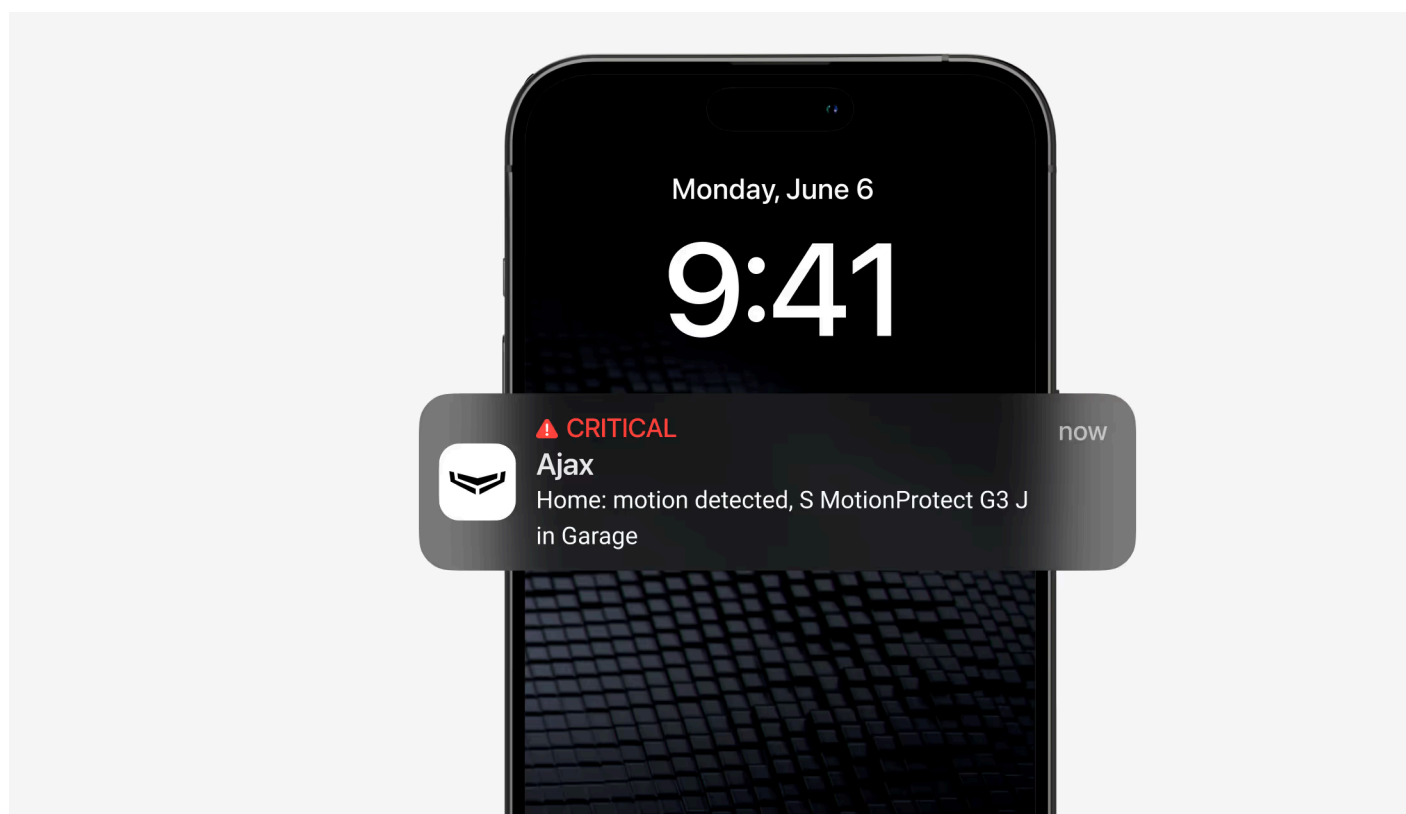 Monday, June 6
9:41
CRITICAL
now
Ajax
Home: motion detected, S MotionProtect G3 J
in Garage